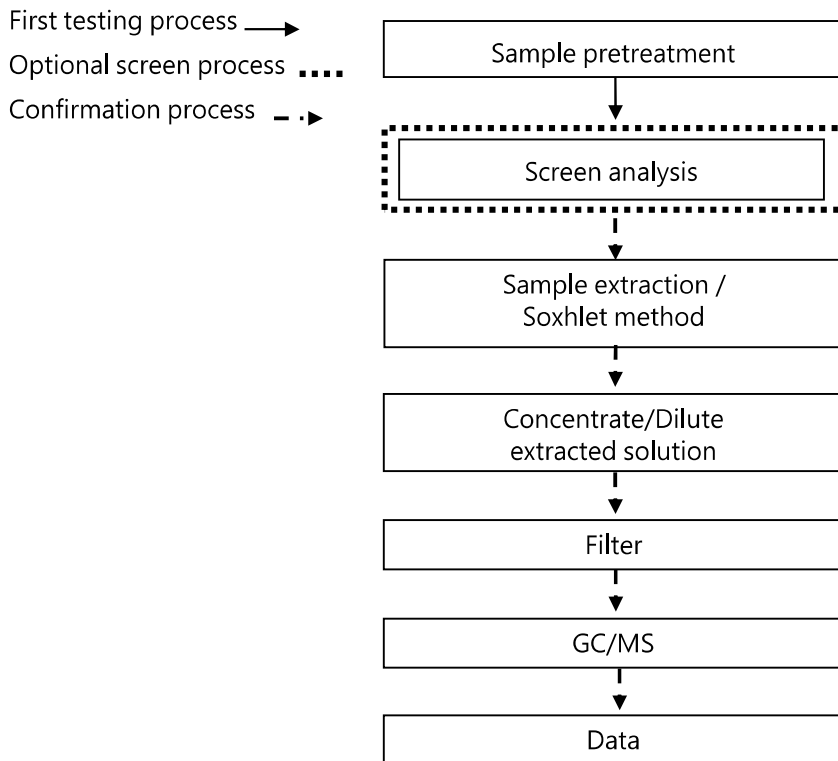 First testing process
Optional screen process
Confirmation process
Sample pretreatment
Screen analysis
Sample extraction /
Soxhlet method
Concentrate/Dilute
extracted solution
Filter
GC/MS
Data